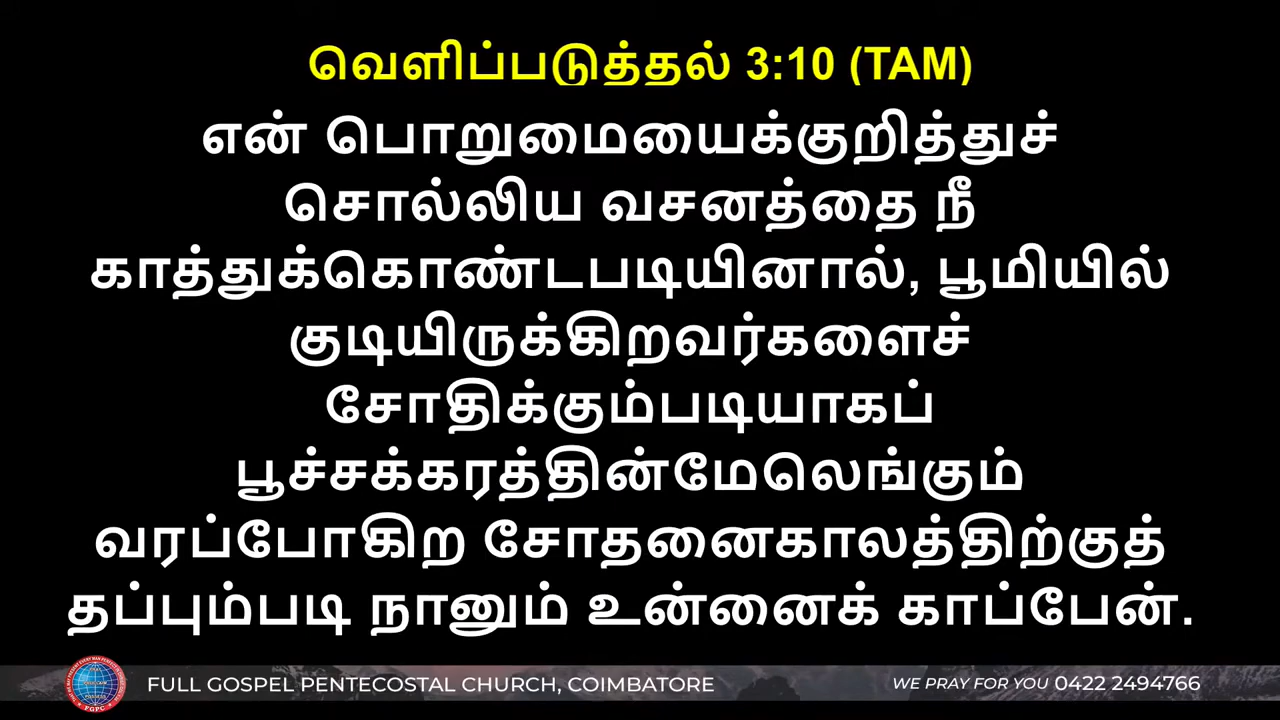 வெளிப்படுத்தல் 3:10 (TAM)
என் பொறுமையைக்குறித்துச்
சொல்லிய வசனத்தை நீ
காத்துக்கொண்டபடியினால், பூமியில்
குடியிருக்கிறவர்களைச்
சோதிக்கும்படியாகப்
பூச்சக்கரத்தின்மேலெங்கும்
வரப்போகிற சோதனைகாலத்திற்குத்
தப்பும்படி நானும் உன்னைக் காப்பேன்.
FULL GOSPEL PENTECOSTAL CHURCH, COIMBATORE
WE PRAY FOR YOU 0422 2494766
FGPC